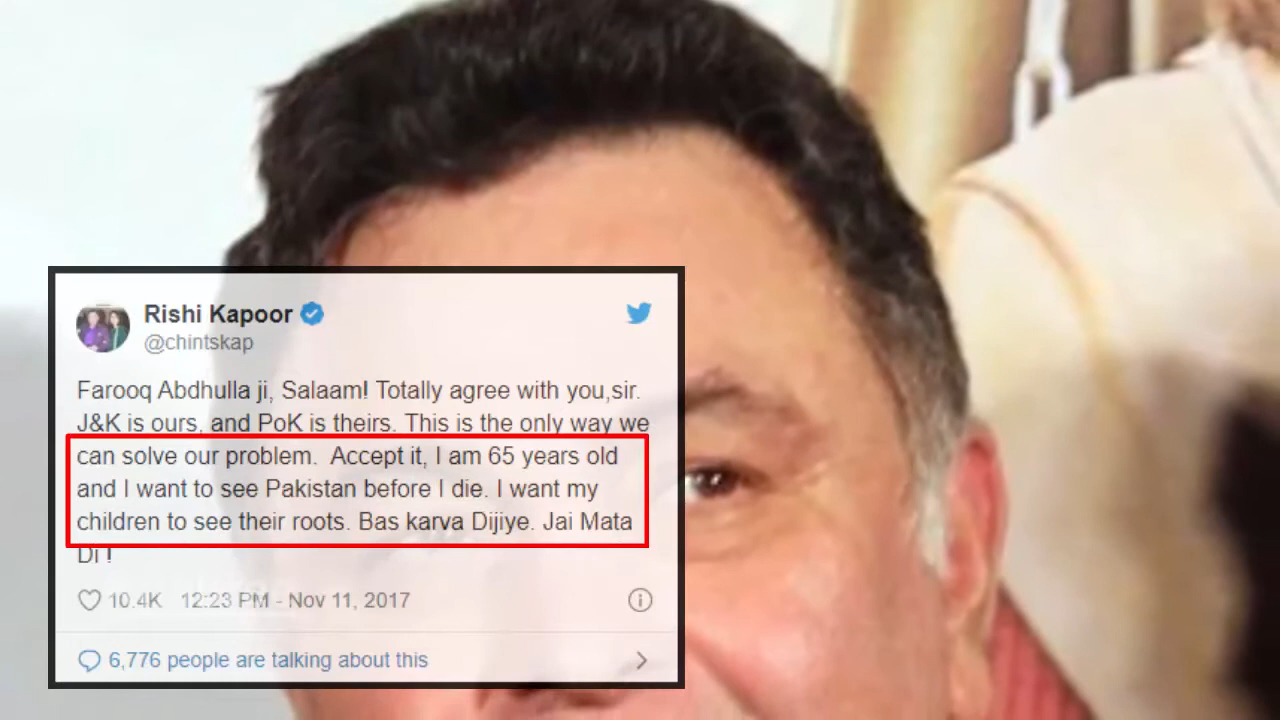 Rishi Kapoor
@chintskap
Farooq Abdhulla ji, Salaam! Totally agree with you,sir.
J&K is ours, and PoK is theirs. This is the only way we
can solve our problem.  Accept it, I am 65 years old
and I want to see Pakistan before I die. I want my
children to see their roots. Bas karva Dijiye. Jai Mata
Di !
10.4K 12:23 PM - Nov 11, 2017
6,776 people are talking about this